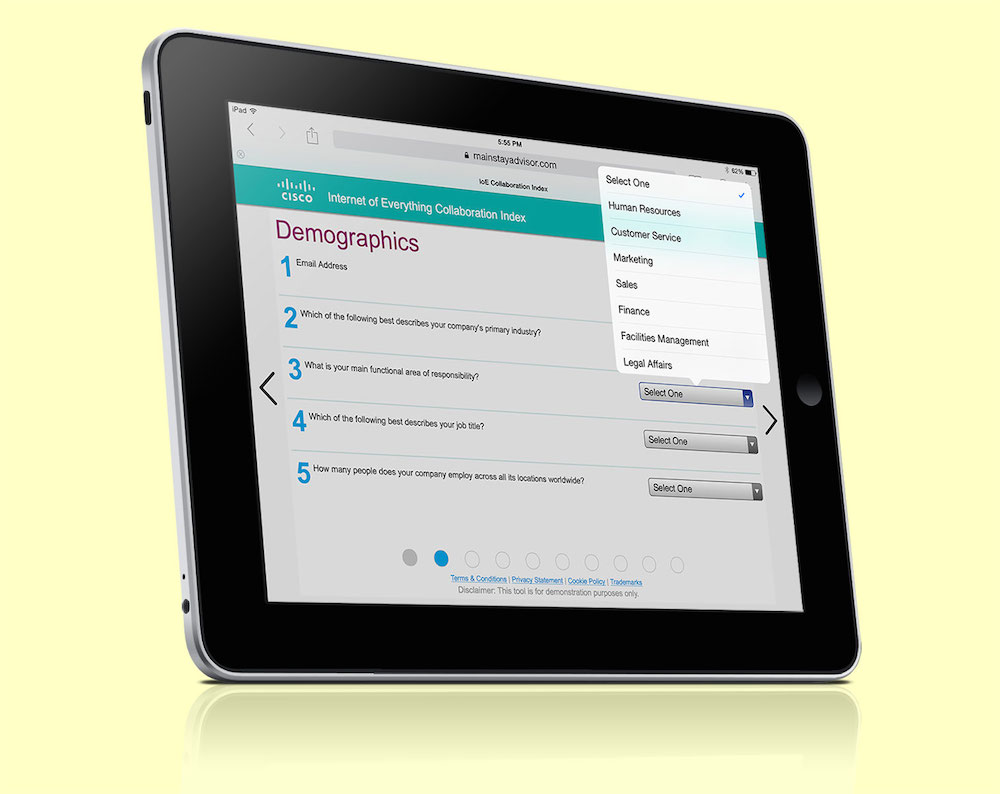 iPad
5:55 PM
62%
mainstayadvisor.com
ioE Collaboration Index
CISCO
Internet of Everything Collaboration Index
Demographics
1 Email Address
2 Which of the following best describes your company's primary industry?
3 What is your main functional area of responsibility?
4 Which of the following best describes your job title?
5 How many people does your company employ across all its locations worldwide?
Select One
Human Resources
Customer Service
Marketing
Sales
Finance
Facilities Management
Legal Affairs
Select One
Select One
Select One
Terms & Conditions | Privacy Statement | Cookie Policy | Trademarks
Disclaimer: This tool is for demonstration purposes only.